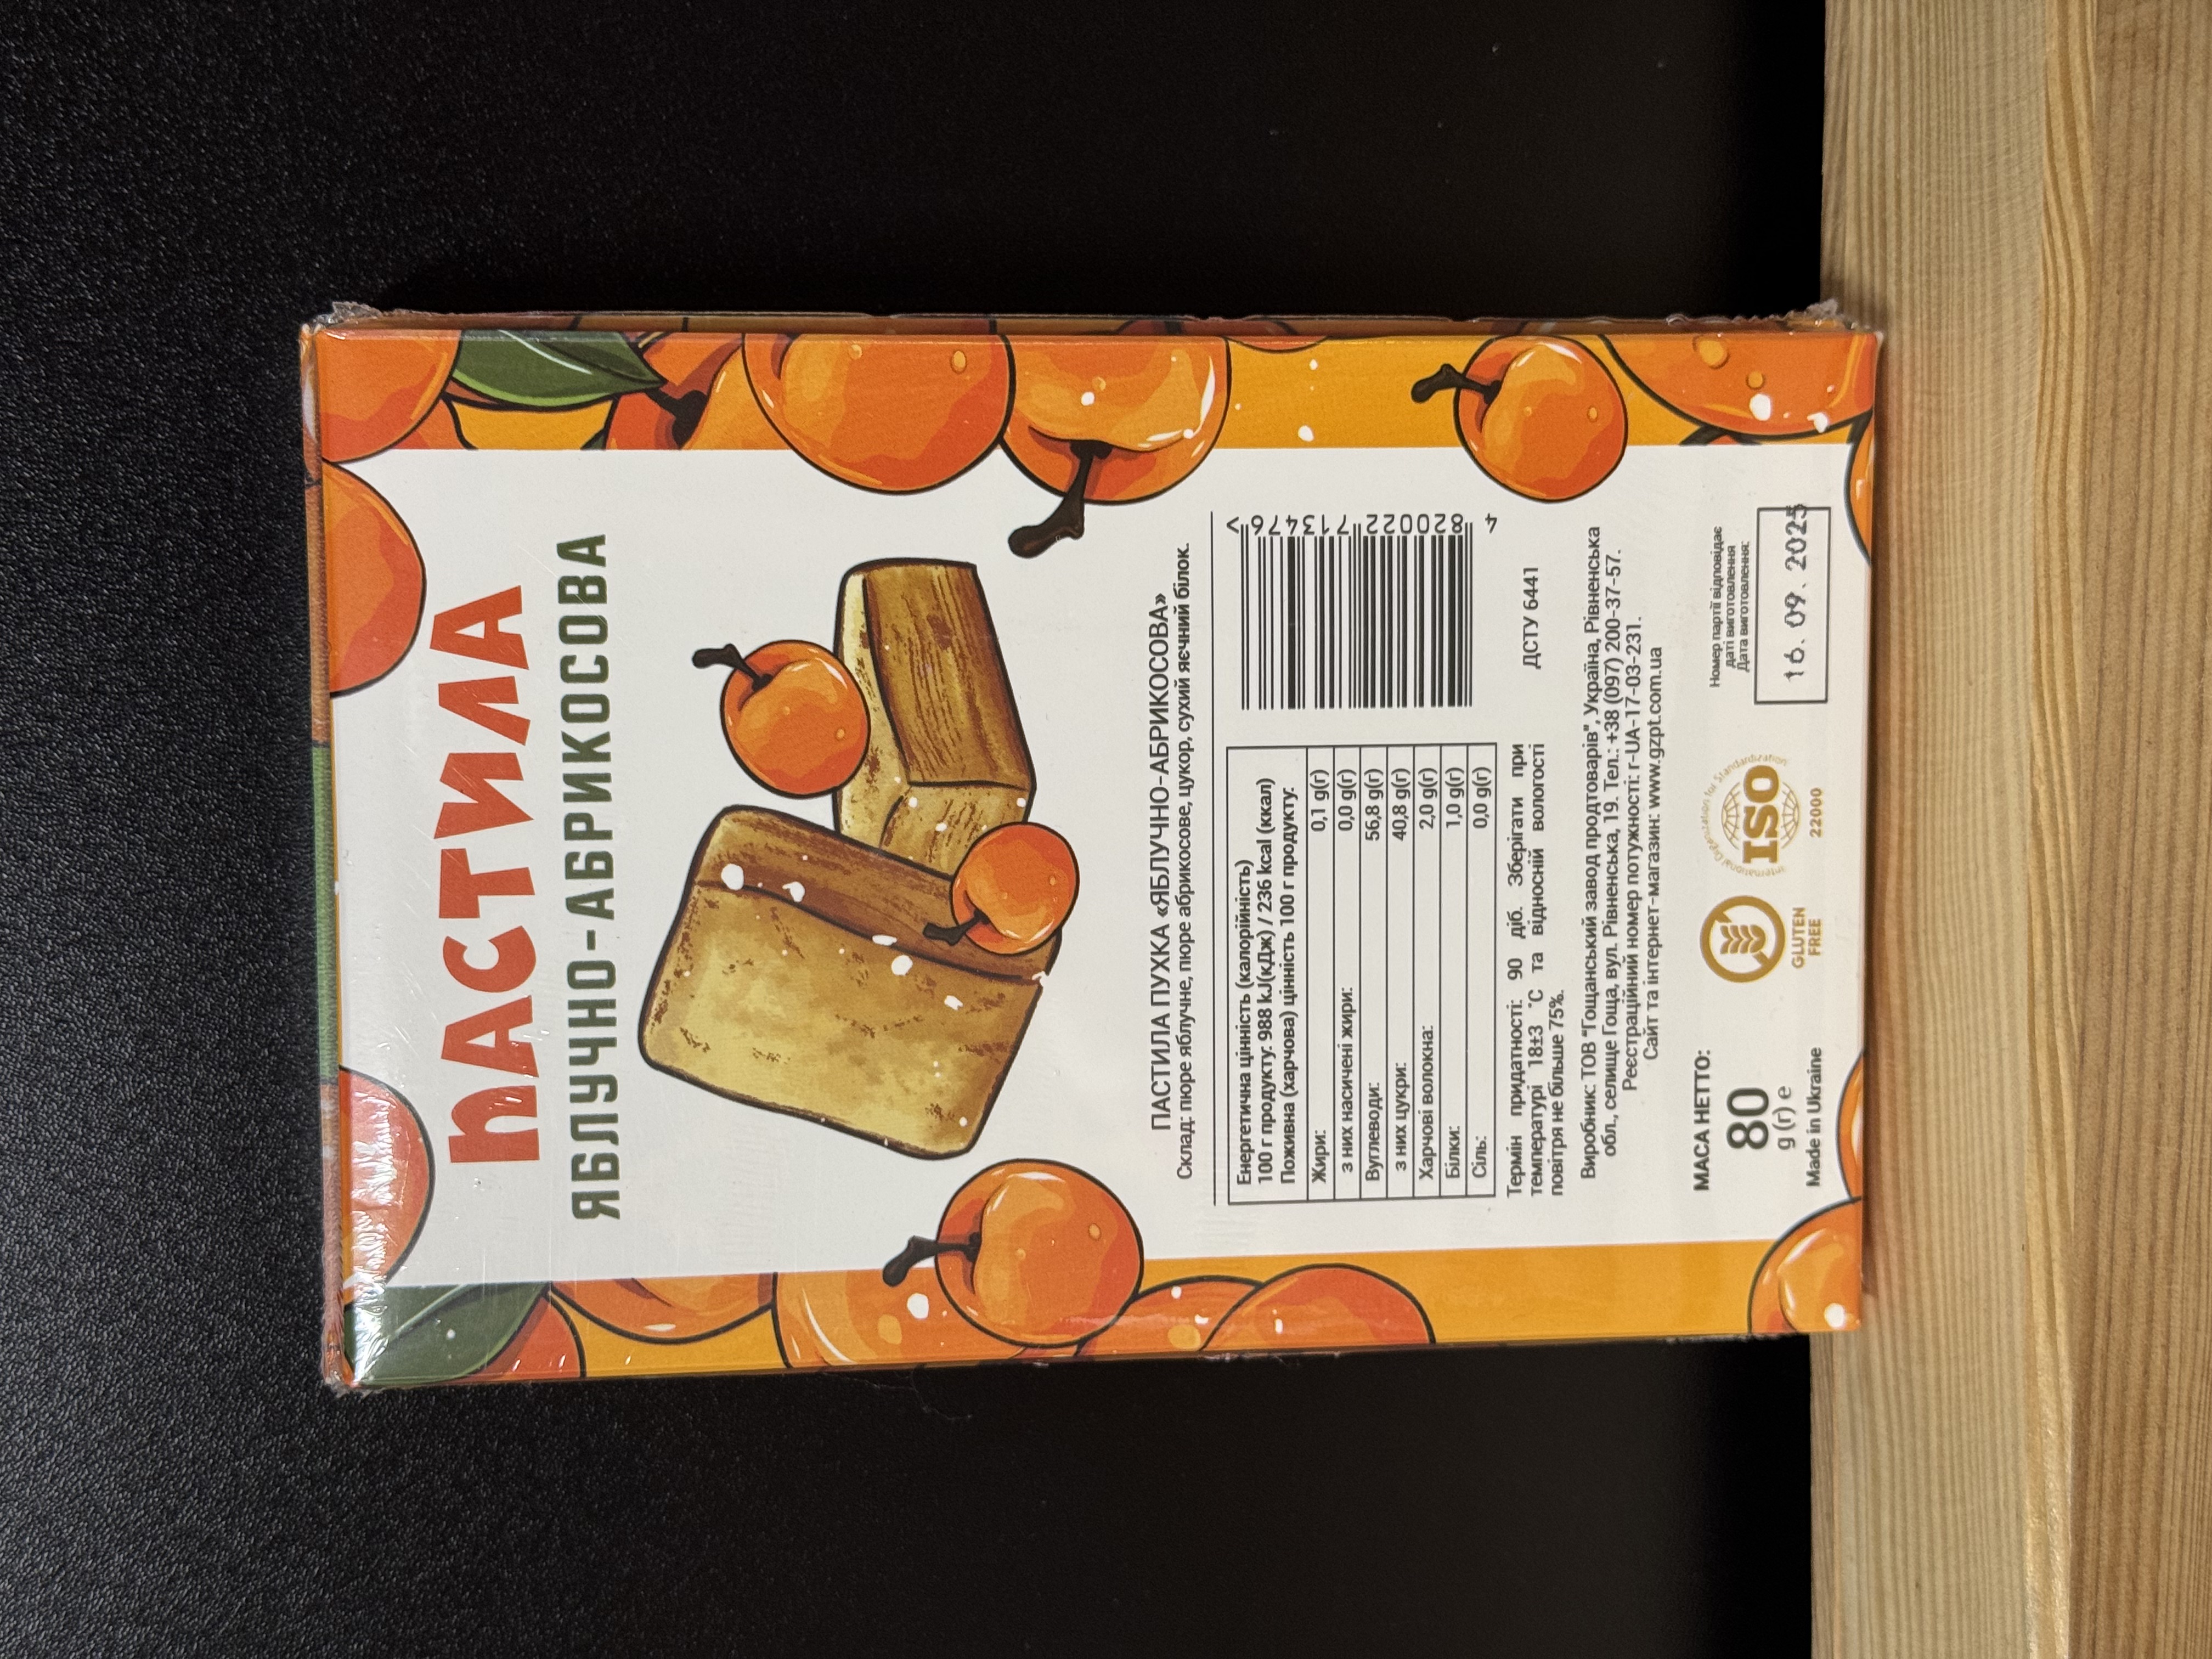 ПАСТИЛА
ЯБЛУЧНО-АБРИКОСОВА
ПАСТИЛА ПУХКА «ЯБЛУЧНО-АБРИКОСОВА»
Склад: пюре яблучне, пюре абрикосове, цукор, сухий яєчний білок.
Енергетична цінність (калорійність)
100 г продукту: 988 kJ(кДж) / 236 kcal (ккал)
Поживна (харчова) цінність 100 г продукту:
Жири: 0,1 g(г)
з них насичені жири: 0,0 g(г)
Вуглеводи: 56,8 g(г)
з них цукри: 40,8 g(г)
Харчові волокна: 2,0 g(г)
Білки: 1,0 g(г)
Сіль: 0,0 g(г)
4 820022 713476 >
ДСТУ 6441
Термін придатності: 90 діб. Зберігати при
температурі 18±3 °С та відносній вологості
повітря не більше 75%.
Виробник: ТОВ "Гощанський завод продтоварів", Україна, Рівненська
обл., селище Гоща, вул. Рівненська, 19. Тел.: +38 (097) 200-37-57.
Реєстраційний номер потужності: r-UA-17-03-231.
Сайт та інтернет-магазин: www.gzpt.com.ua
МАСА НЕТТО:
80
g (г) e
Made in Ukraine
GLUTEN
FREE
International Organization for Standardization
ISO
22000
Номер партії відповідає
даті виготовлення
Дата виготовлення:
16. 09. 2025